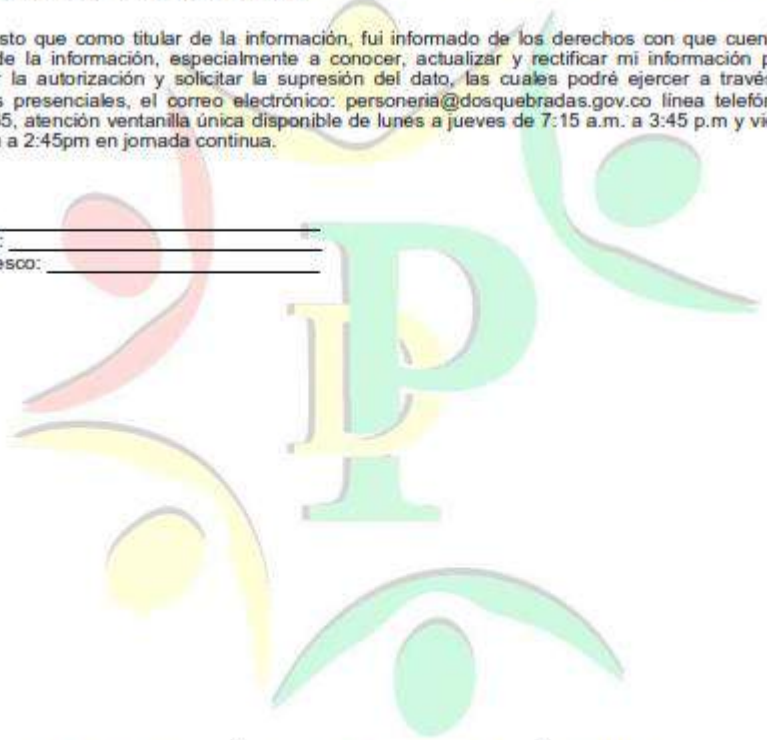 sto que como titular de la información, fui informado de los derechos con que cuen
de la información, especialmente a conocer, actualizar y rectificar mi información p
r la autorización y solicitar la supresión del dato, las cuales podré ejercer a través
s presenciales, el correo electrónico: personeria@dosquebradas.gov.co línea telefón
5, atención ventanilla única disponible de lunes a jueves de 7:15 a.m. a 3:45 p.m y vie
a 2:45pm en jornada continua.
: 
esco:
P
P